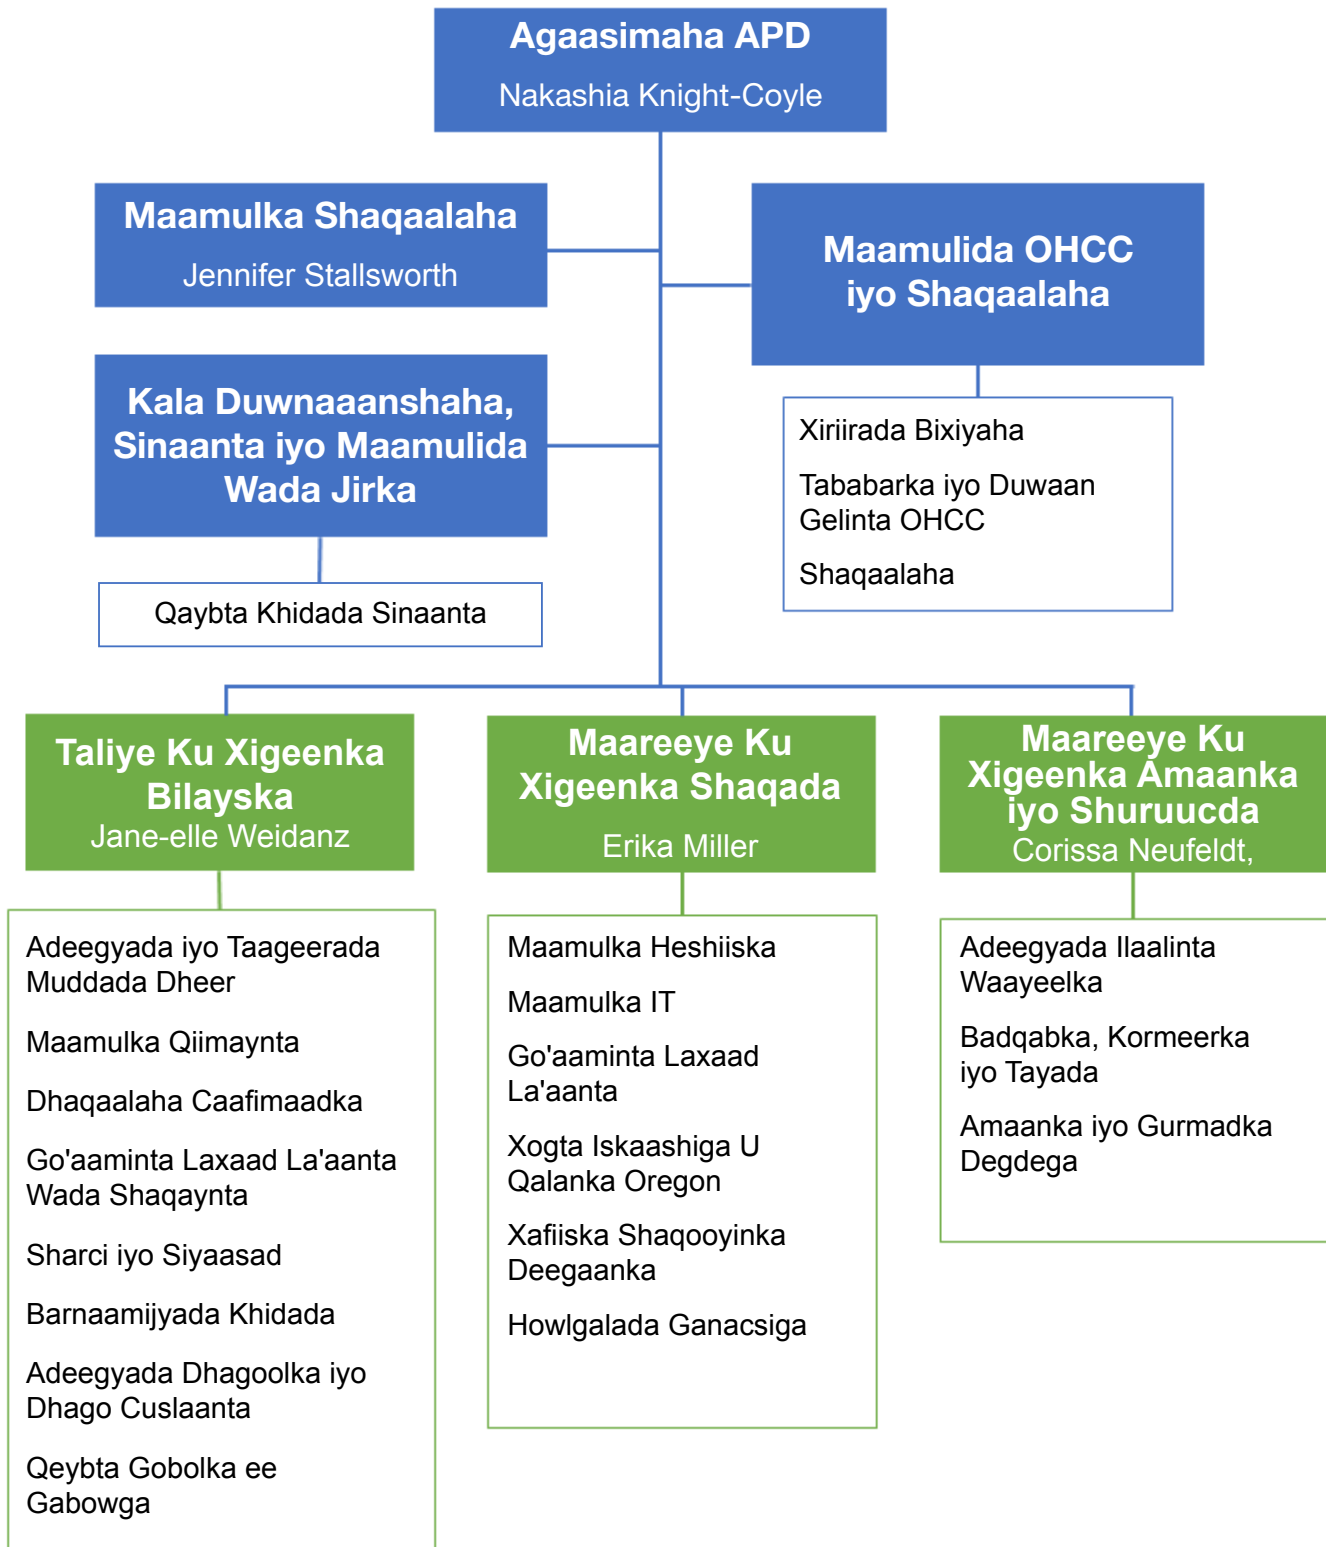 Agaasimaha APD
Nakashia Knight-Coyle
Maamulka Shaqaalaha
Jennifer Stallsworth
Maamulida OHCC
iyo Shaqaalaha
Kala Duwnaaanshaha,
Sinaanta iyo Maamulida
Wada Jirka
Xiriirada Bixiyaha
Tababarka iyo Duwaan
Gelinta OHCC
Shaqaalaha
Qaybta Khidada Sinaanta
Taliye Ku Xigeenka
Bilayska
Jane-elle Weidanz
Adeegyada iyo Taageerada
Muddada Dheer
Maamulka Qiimaynta
Dhaqaalaha Caafimaadka
Go'aaminta Laxaad La'aanta
Wada Shaqaynta
Sharci iyo Siyaasad
Barnaamijyada Khidada
Adeegyada Dhagoolka iyo
Dhago Cuslaanta
Qeybta Gobolka ee
Gabowga
Maareeye Ku
Xigeenka Shaqada
Erika Miller
Maamulka Heshiiska
Maamulka IT
Go'aaminta Laxaad
La'aanta
Xogta Iskaashiga U
Qalanka Oregon
Xafiiska Shaqooyinka
Deegaanka
Howlgalada Ganacsiga
Maareeye Ku
Xigeenka Amaanka
iyo Shuruucda
Corissa Neufeldt,
Adeegyada Ilaalinta
Waayeelka
Badqabka, Kormeerka
iyo Tayada
Amaanka iyo Gurmadka
Degdega